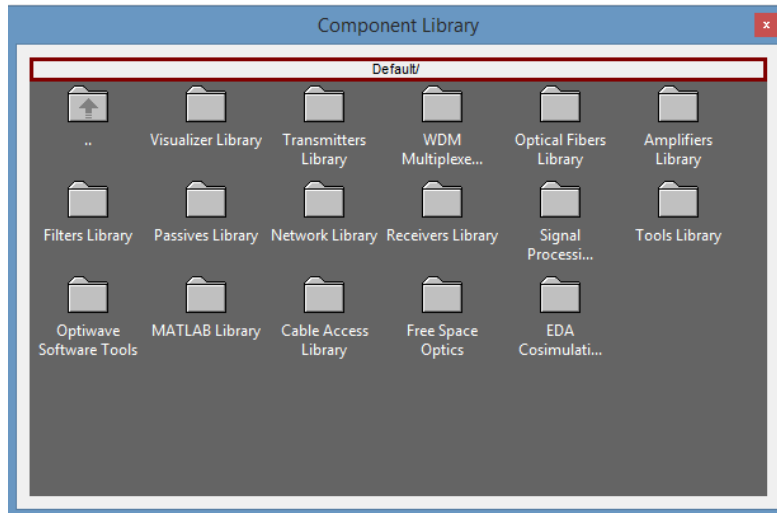 Component Library
x
Default/
..
Visualizer Library
Transmitters
Library
WDM
Multiplexe...
Optical Fibers
Library
Amplifiers
Library
Filters Library
Passives Library
Network Library
Receivers Library
Signal
Processi...
Tools Library
Optiwave
Software Tools
MATLAB Library
Cable Access
Library
Free Space
Optics
EDA
Cosimulati...